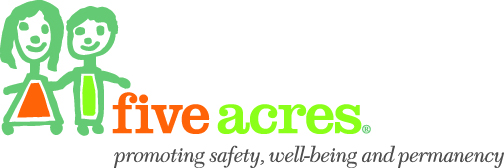 five acres®
promoting safety, well-being and permanency